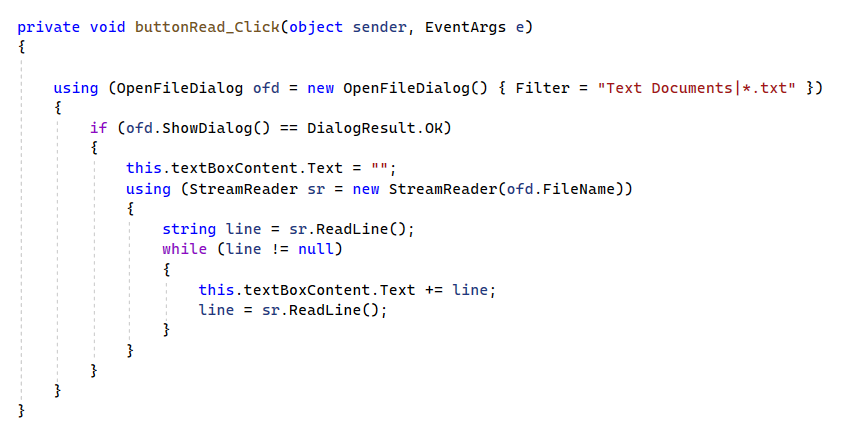 private void buttonRead_Click(object sender, EventArgs e)
{
using (OpenFileDialog ofd = new OpenFileDialog() { Filter = "Text Documents|*.txt" })
{
if (ofd.ShowDialog() == DialogResult.OK)
{
this.textBoxContent.Text = "";
using (StreamReader sr = new StreamReader(ofd.FileName))
{
string line = sr.ReadLine();
while (line != null)
{
this.textBoxContent.Text += line;
line = sr.ReadLine();
}
}
}
}
}